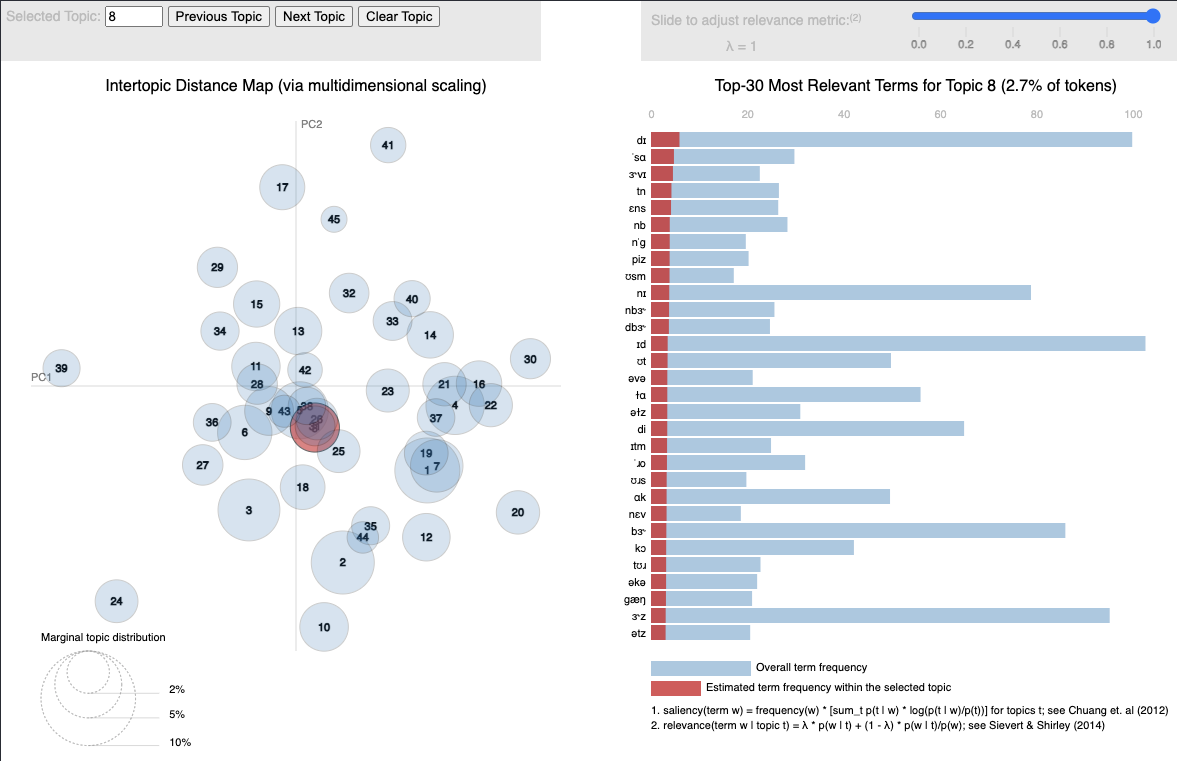 Selected Topic: 8 Previous Topic Next Topic Clear Topic
Slide to adjust relevance metric:(2)
λ = 1
0.0 0.2 0.4 0.6 0.8 1.0
Intertopic Distance Map (via multidimensional scaling)
PC2
PC1
41
17
45
29
32
40
15
33
34
13
14
39
11
42
30
28
23
21
16
9
43
4
22
36
6
37
25
27
19
1
7
18
3
35
20
44
12
2
24
10
Marginal topic distribution
2%
5%
10%
Top-30 Most Relevant Terms for Topic 8 (2.7% of tokens)
0 20 40 60 80 100
dɪ
ˈsɑ
ɝvɪ
tn
ɛns
nb
nˈg
piz
ʊsm
nɪ
nbɝ
dbɝ
ɪd
ʊt
əvə
ɫɑ
əɫz
di
ɪtm
ˈɹo
ʊɹs
ɑk
nɛv
bɝ
kɔ
tʊɹ
əkə
gæŋ
ɝz
ətz
Overall term frequency
Estimated term frequency within the selected topic
1. saliency(term w) = frequency(w) * [sum_t p(t | w) * log(p(t | w)/p(t))] for topics t; see Chuang et. al (2012)
2. relevance(term w | topic t) = λ * p(w | t) + (1 - λ) * p(w | t)/p(w); see Sievert & Shirley (2014)